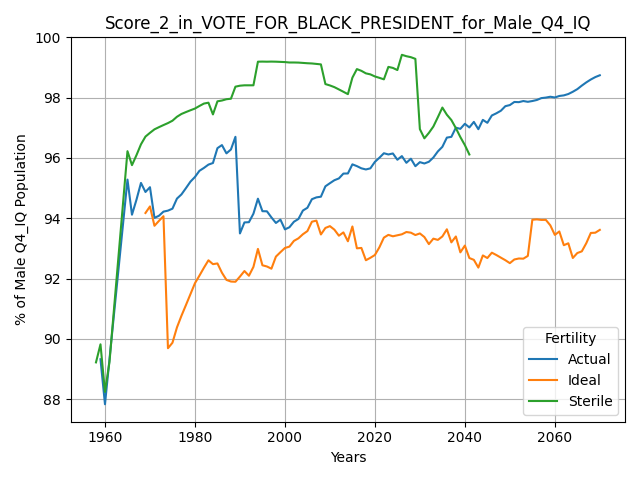 Score_2_in_VOTE_FOR_BLACK_PRESIDENT_for_Male_Q4_IQ
% of Male Q4_IQ Population
100
98
96
94
92
90
88
1960
1980
2000
2020
2040
2060
Years
Fertility
Actual
Ideal
Sterile